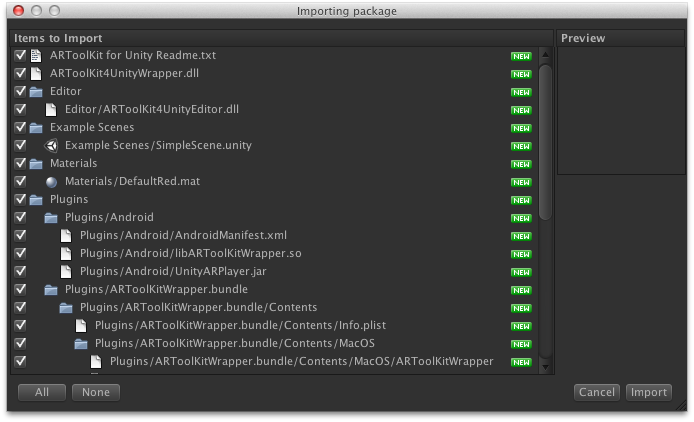 Importing package
Items to Import
Preview
ARToolKit for Unity Readme.txt NEW
ARToolKit4UnityWrapper.dll NEW
Editor NEW
Editor/ARToolKit4UnityEditor.dll NEW
Example Scenes NEW
Example Scenes/SimpleScene.unity NEW
Materials NEW
Materials/DefaultRed.mat NEW
Plugins NEW
Plugins/Android NEW
Plugins/Android/AndroidManifest.xml NEW
Plugins/Android/libARToolKitWrapper.so NEW
Plugins/Android/UnityARPlayer.jar NEW
Plugins/ARToolKitWrapper.bundle NEW
Plugins/ARToolKitWrapper.bundle/Contents NEW
Plugins/ARToolKitWrapper.bundle/Contents/Info.plist NEW
Plugins/ARToolKitWrapper.bundle/Contents/MacOS NEW
Plugins/ARToolKitWrapper.bundle/Contents/MacOS/ARToolKitWrapper NEW
All None Cancel Import